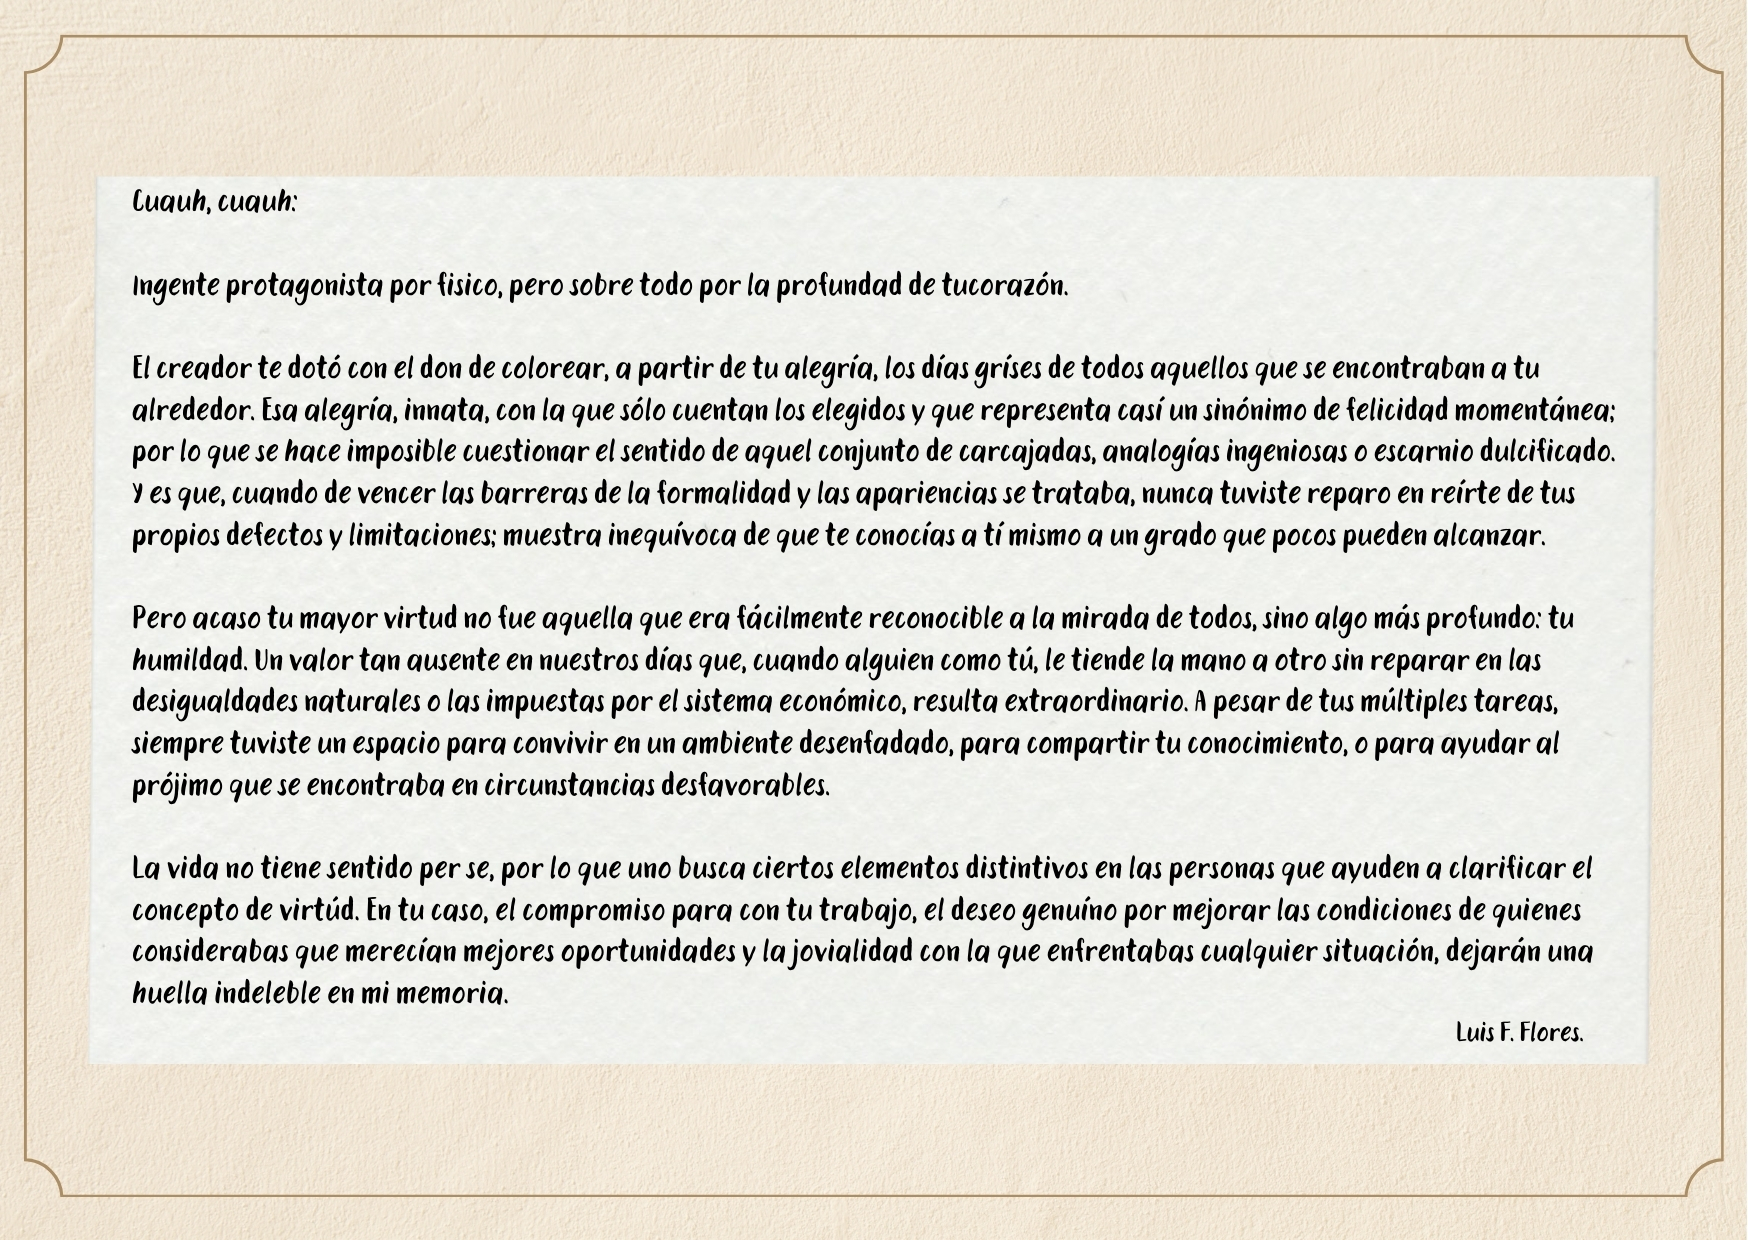 Cuauh, cuauh:
Ingente protagonista por fisico, pero sobre todo por la profundad de tucorazón.
El creador te dotó con el don de colorear, a partir de tu alegría, los días gríses de todos aquellos que se encontraban a tu
alrededor. Esa alegría, innata, con la que sólo cuentan los elegidos y que representa casí un sinónimo de felicidad momentánea;
por lo que se hace imposible cuestionar el sentido de aquel conjunto de carcajadas, analogías ingeniosas o escarnio dulcificado.
Y es que, cuando de vencer las barreras de la formalidad y las apariencias se trataba, nunca tuviste reparo en reírte de tus
propios defectos y limitaciones; muestra inequívoca de que te conocías a tí mismo a un grado que pocos pueden alcanzar.
Pero acaso tu mayor virtud no fue aquella que era fácilmente reconocible a la mirada de todos, sino algo más profundo: tu
humildad. Un valor tan ausente en nuestros días que, cuando alguien como tú, le tiende la mano a otro sin reparar en las
desigualdades naturales o las impuestas por el sistema económico, resulta extraordinario. A pesar de tus múltiples tareas,
siempre tuviste un espacio para convivir en un ambiente desenfadado, para compartir tu conocimiento, o para ayudar al
prójimo que se encontraba en circunstancias desfavorables.
La vida no tiene sentido per se, por lo que uno busca ciertos elementos distintivos en las personas que ayuden a clarificar el
concepto de virtúd. En tu caso, el compromiso para con tu trabajo, el deseo genuíno por mejorar las condiciones de quienes
considerabas que merecían mejores oportunidades y la jovialidad con la que enfrentabas cualquier situación, dejarán una
huella indeleble en mi memoria.
Luis F. Flores.